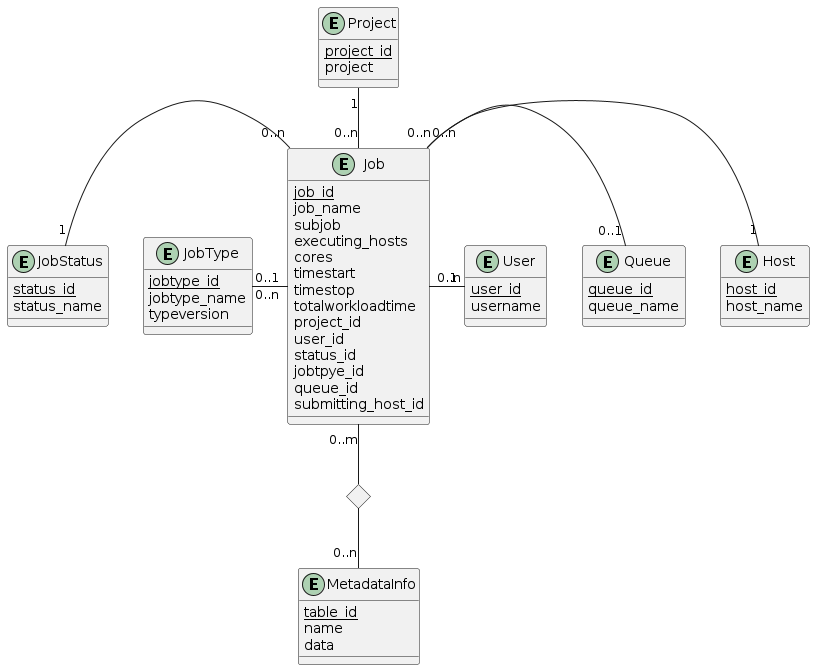 E Project
project_id
project
1
0..n
0..n
0..n
0..n
E Job
job_id
job_name
subjob
executing_hosts
cores
timestart
timestop
totalworkloadtime
project_id
user_id
status_id
jobtpye_id
queue_id
submitting_host_id
1
E JobStatus
status_id
status_name
E JobType
jobtype_id
jobtype_name
typeversion
0..1
0..n
E User
user_id
username
0..1
E Queue
queue_id
queue_name
1
E Host
host_id
host_name
0..m
0..n
E MetadataInfo
table_id
name
data